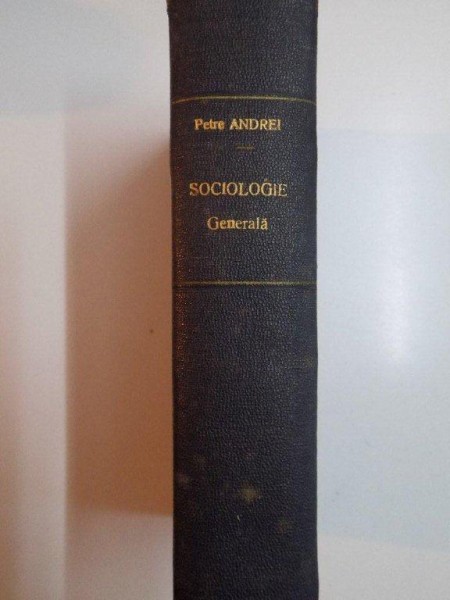 Petre ANDREI
SOCIOLOGIE
Generală